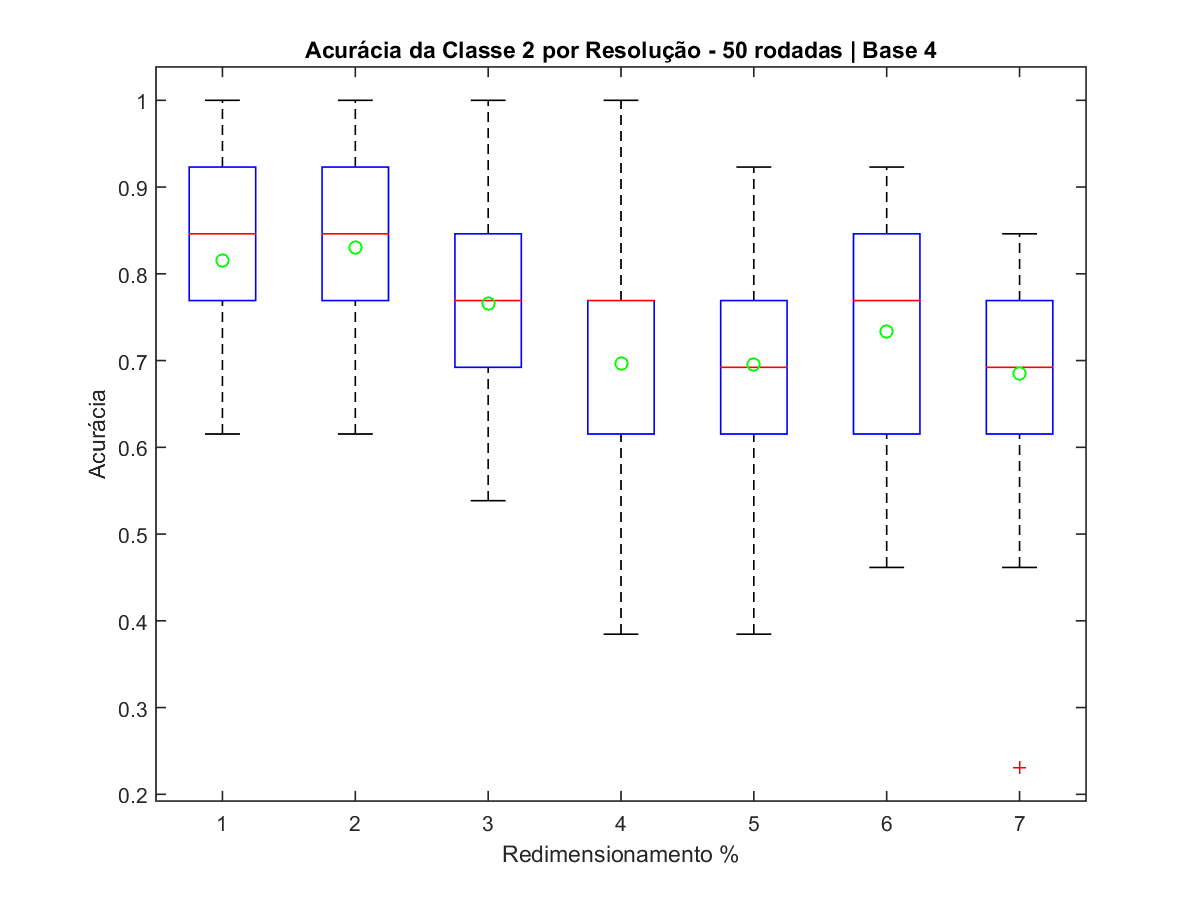 Acurácia da Classe 2 por Resolução - 50 rodadas | Base 4
Acurácia
1
0.9
0.8
0.7
0.6
0.5
0.4
0.3
0.2
1 2 3 4 5 6 7
Redimensionamento %